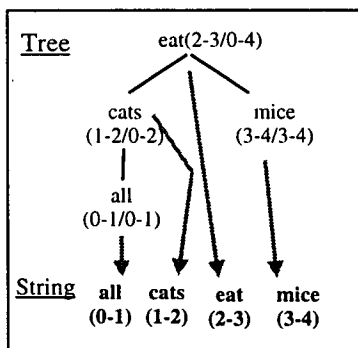 Tree eat(2-3/0-4)
cats mice
(1-2/0-2) (3-4/3-4)
all
(0-1/0-1)
String all cats eat mice
(0-1) (1-2) (2-3) (3-4)